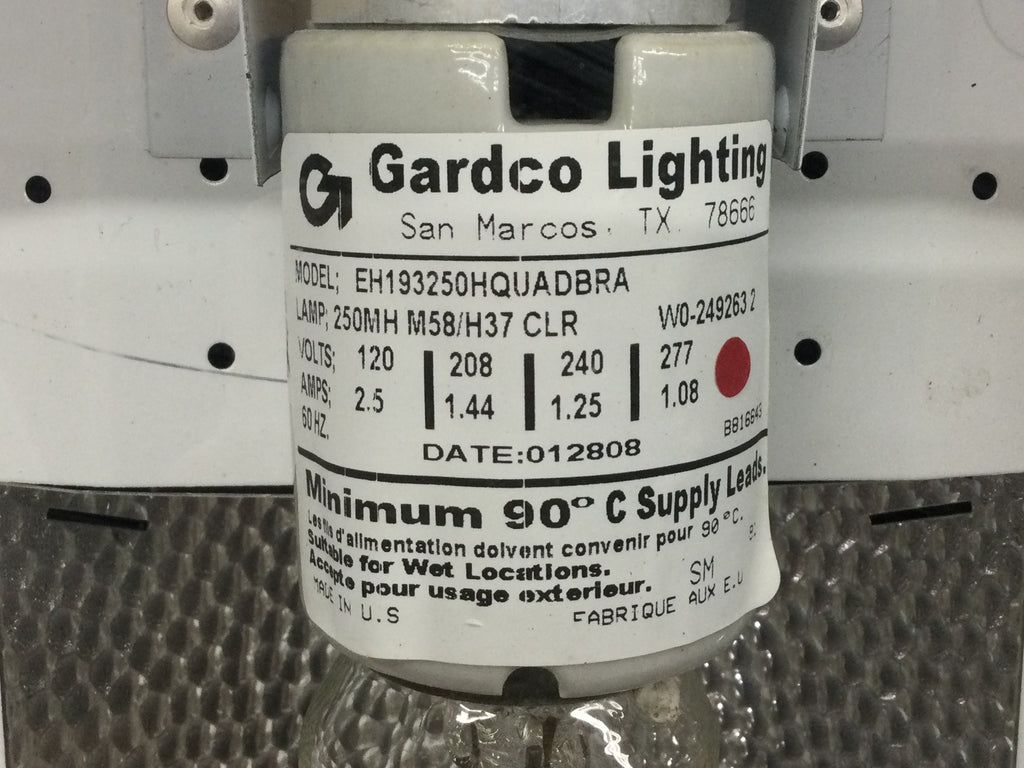 Gardco Lighting
San Marcos, TX. 78666
MODEL; EH193250HQUADBRA
LAMP; 250MH M58/H37 CLR W0-249263 2
VOLTS; 120 208 240 277
AMPS; 2.5 1.44 1.25 1.08
60 HZ.
DATE:012808
Minimum 90° C Supply Leads.
Les fils d'alimentation doivent convenir pour 90 °C.
Suitable for Wet Locations.
Accepte pour usage exterieur. SM
MADE IN U.S FABRIQUE AUX E.U